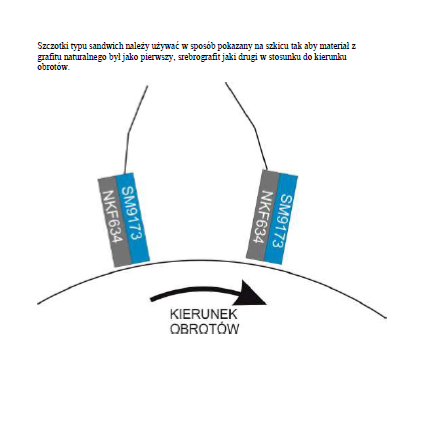 Szczotki typu sandwich należy używać w sposób pokazany na szkicu tak aby materiał z
grafitu naturalnego był jako pierwszy, srebrografit jaki drugi w stosunku do kierunku
obrotów.
NKF634
SM9173
NKF634
SM9173
KIERUNEK
OBROTÓW